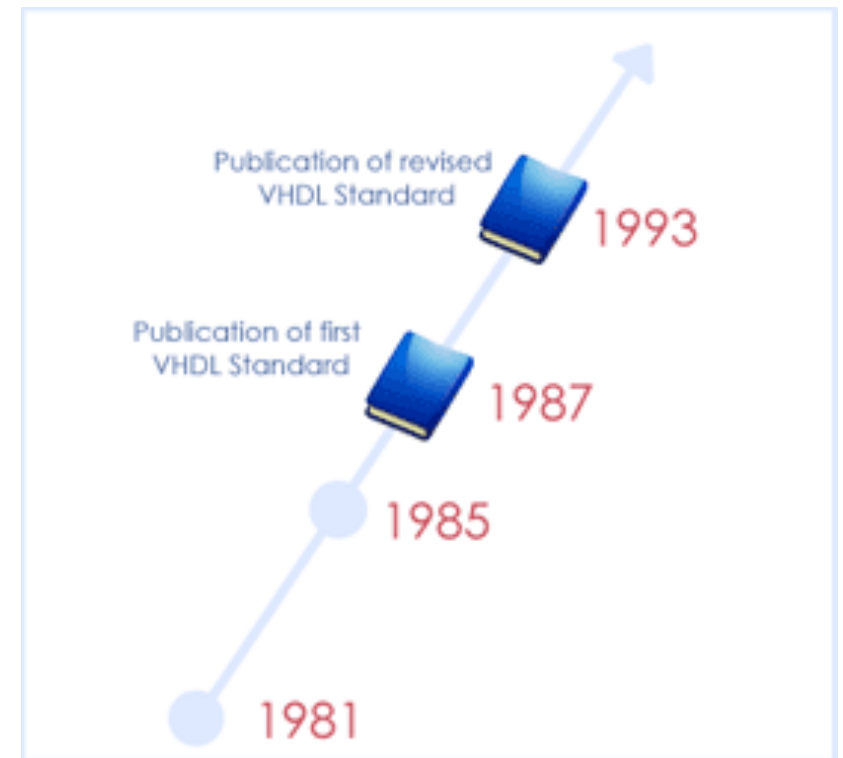 Publication of revised
VHDL Standard
1993
Publication of first
VHDL Standard
1987
1985
1981